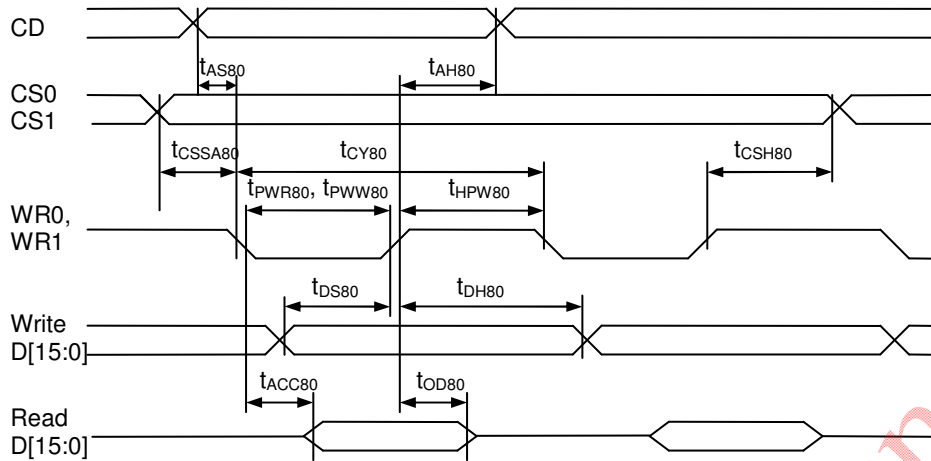 CD
tAS80
tAH80
CS0
CS1
tCSSA80
tCY80
tCSH80
tPWR80, tPWW80
tHPW80
WR0,
WR1
tDS80
tDH80
Write
D[15:0]
tACC80
tOD80
Read
D[15:0]